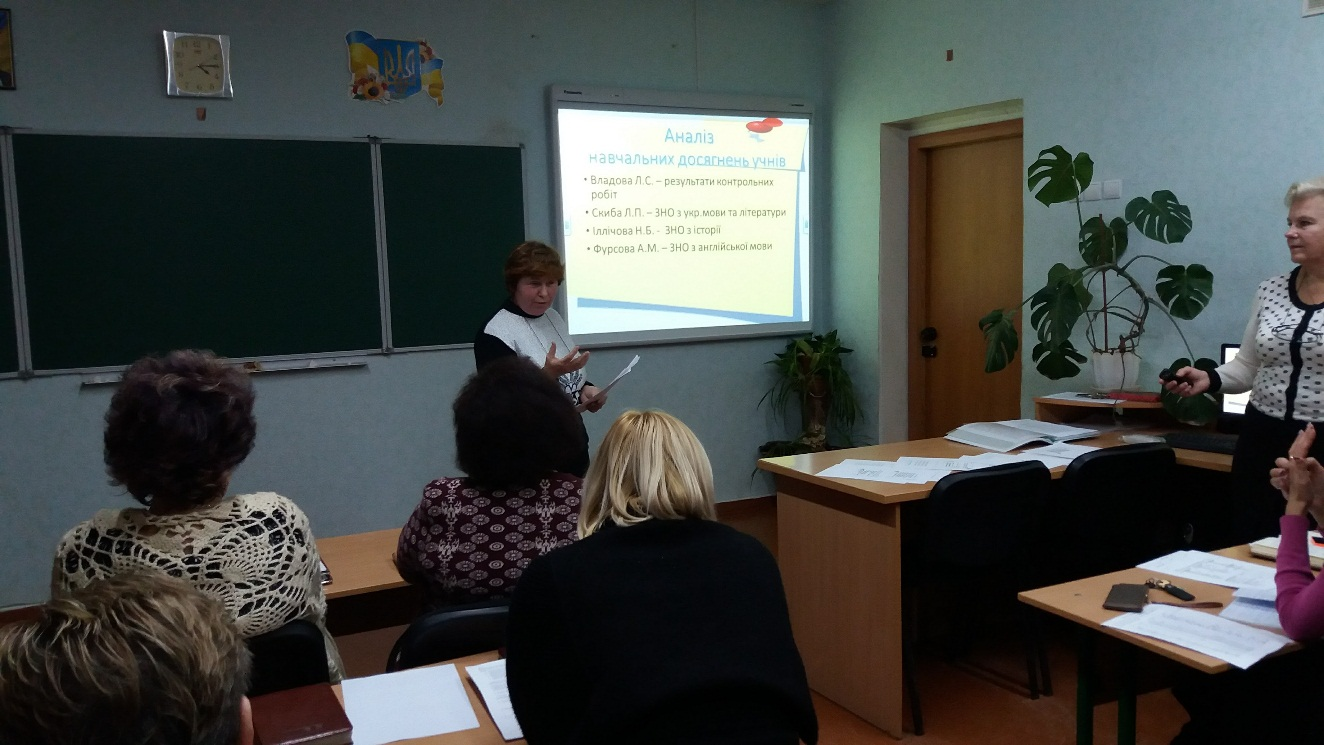 Аналіз
навчальних досягнень учнів
• Владова Л.С. – результати контрольних
робіт
• Скиба Л.П. – ЗНО з укр.мови та літератури
• Іллічова Н.Б. - ЗНО з історії
• Фурсова А.М. – ЗНО з англійської мови